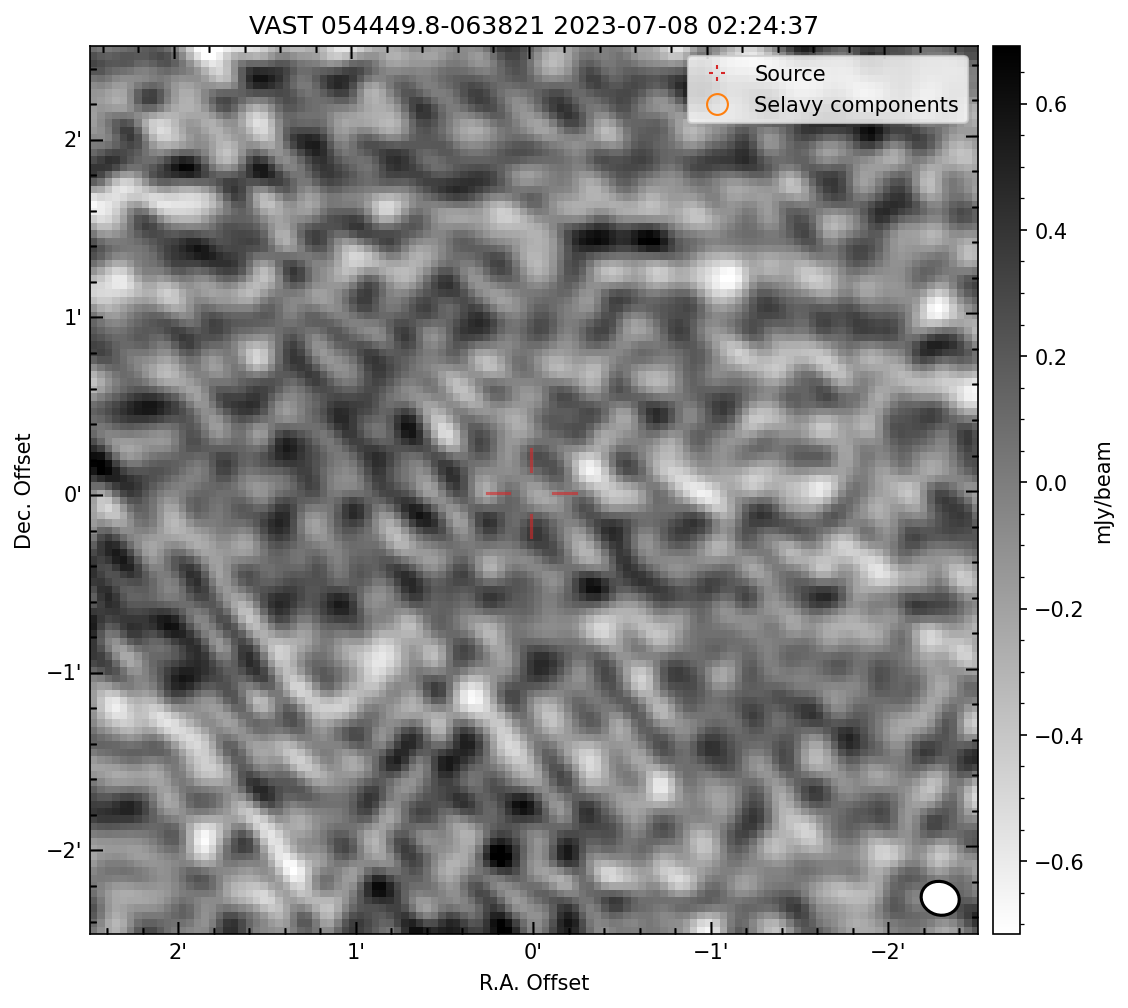 VAST 054449.8-063821 2023-07-08 02:24:37
Source
Selavy components
2'
1'
0'
−1'
−2'
Dec. Offset
2'
1'
0'
−1'
−2'
R.A. Offset
0.6
0.4
0.2
0.0
−0.2
−0.4
−0.6
mJy/beam